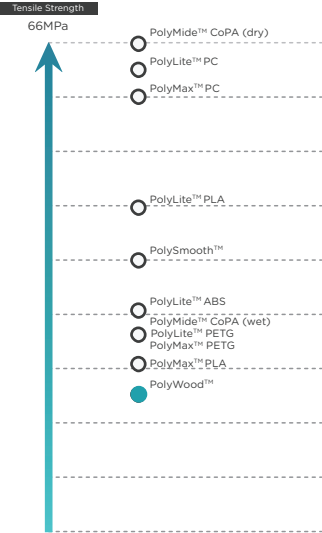 Tensile Strength
66MPa
PolyMide™ CoPA (dry)
PolyLite™ PC
PolyMax™ PC
PolyLite™ PLA
PolySmooth™
PolyLite™ ABS
PolyMide™ CoPA (wet)
PolyLite™ PETG
PolyMax™ PETG
PolyMax™ PLA
PolyWood™